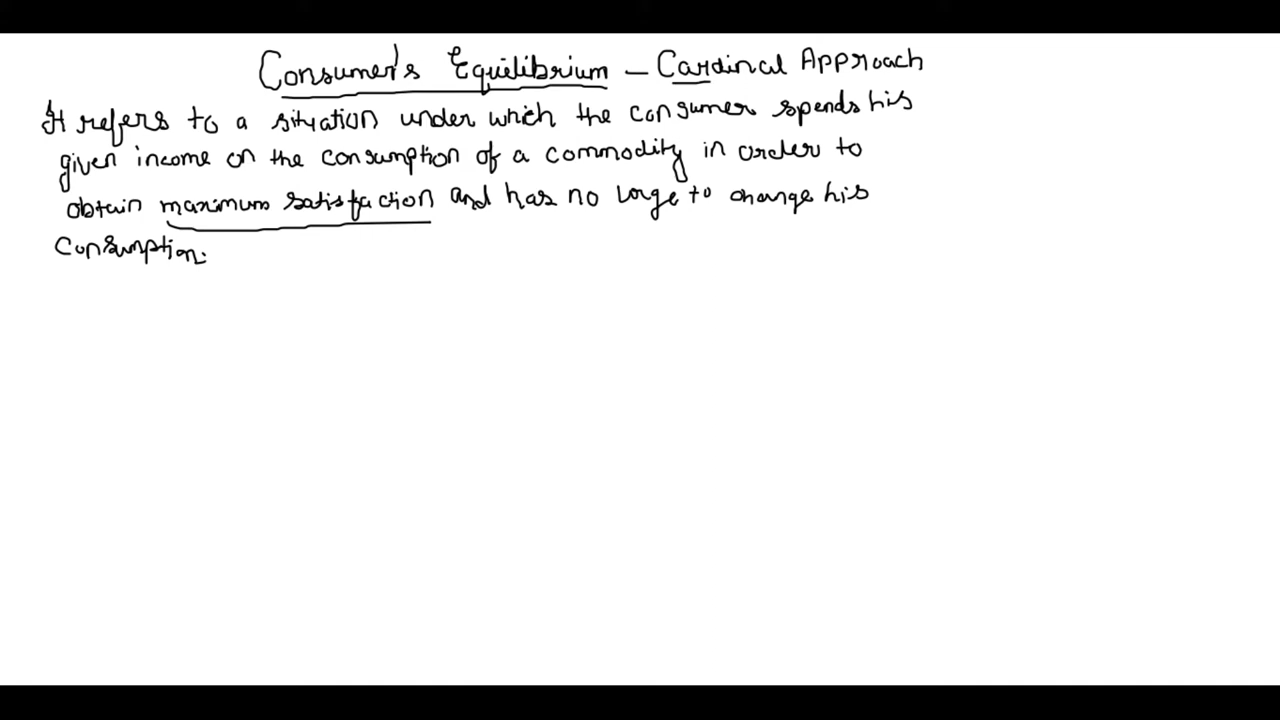 Consumer's Equilibrium – Cardinal Approach
It refers to a situation under which the consumer spends his
given income on the consumption of a commodity in order to
obtain maximum satisfaction and has no to change his
Consumption.